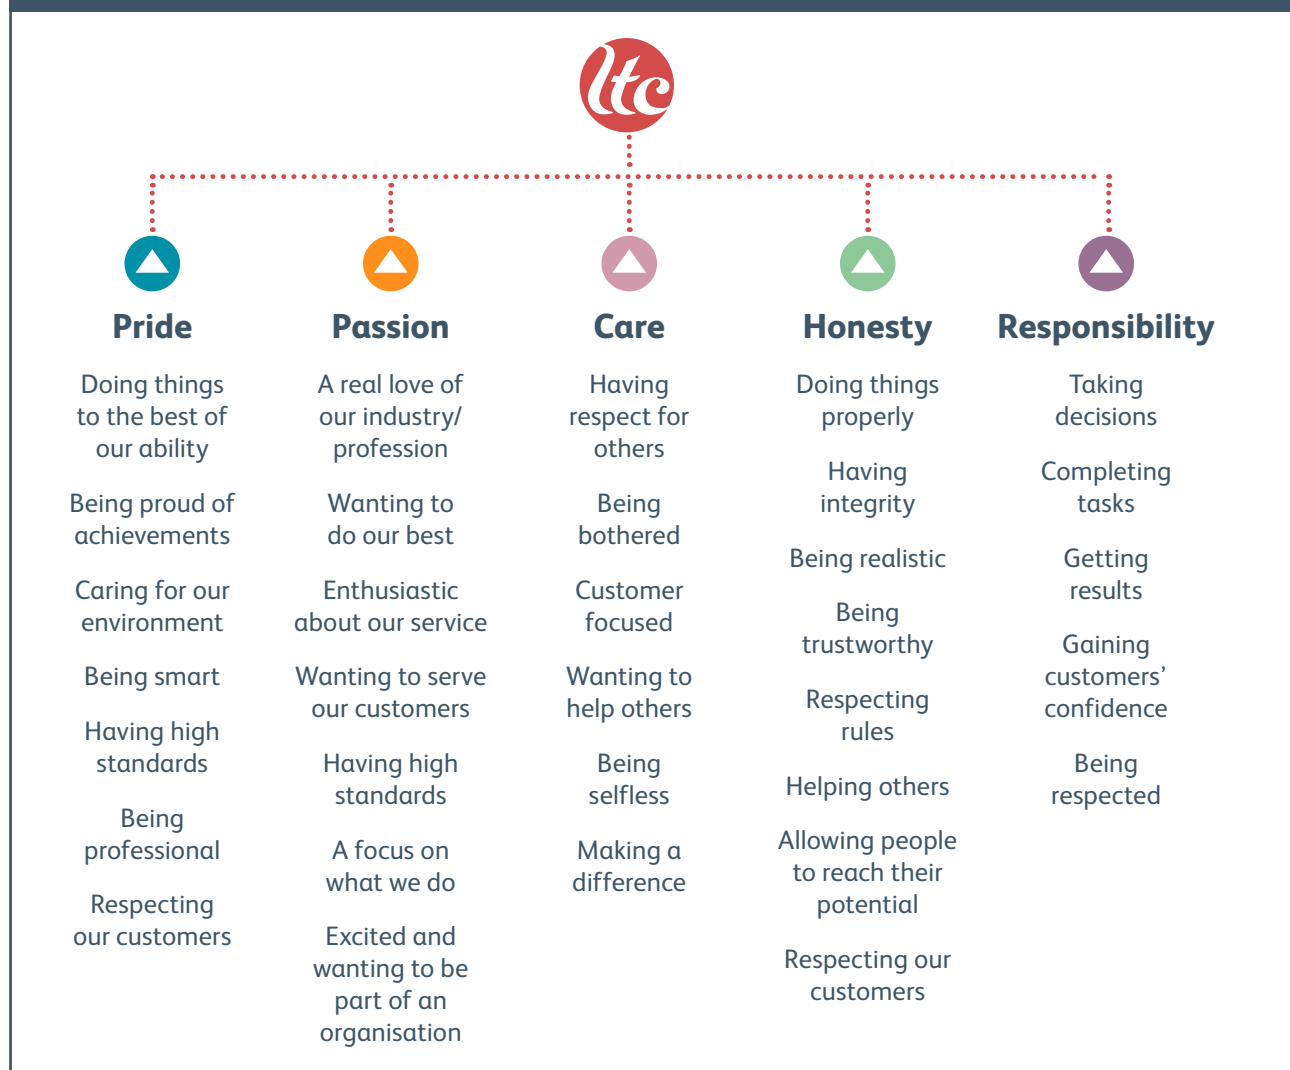 ltc
Pride
Doing things
to the best of
our ability
Being proud of
achievements
Caring for our
environment
Being smart
Having high
standards
Being
professional
Respecting
our customers
Passion
A real love of
our industry/
profession
Wanting to
do our best
Enthusiastic
about our service
Wanting to serve
our customers
Having high
standards
A focus on
what we do
Excited and
wanting to be
part of an
organisation
Care
Having
respect for
others
Being
bothered
Customer
focused
Wanting to
help others
Being
selfless
Making a
difference
Honesty
Doing things
properly
Having
integrity
Being realistic
Being
trustworthy
Respecting
rules
Helping others
Allowing people
to reach their
potential
Respecting our
customers
Responsibility
Taking
decisions
Completing
tasks
Getting
results
Gaining
customers’
confidence
Being
respected